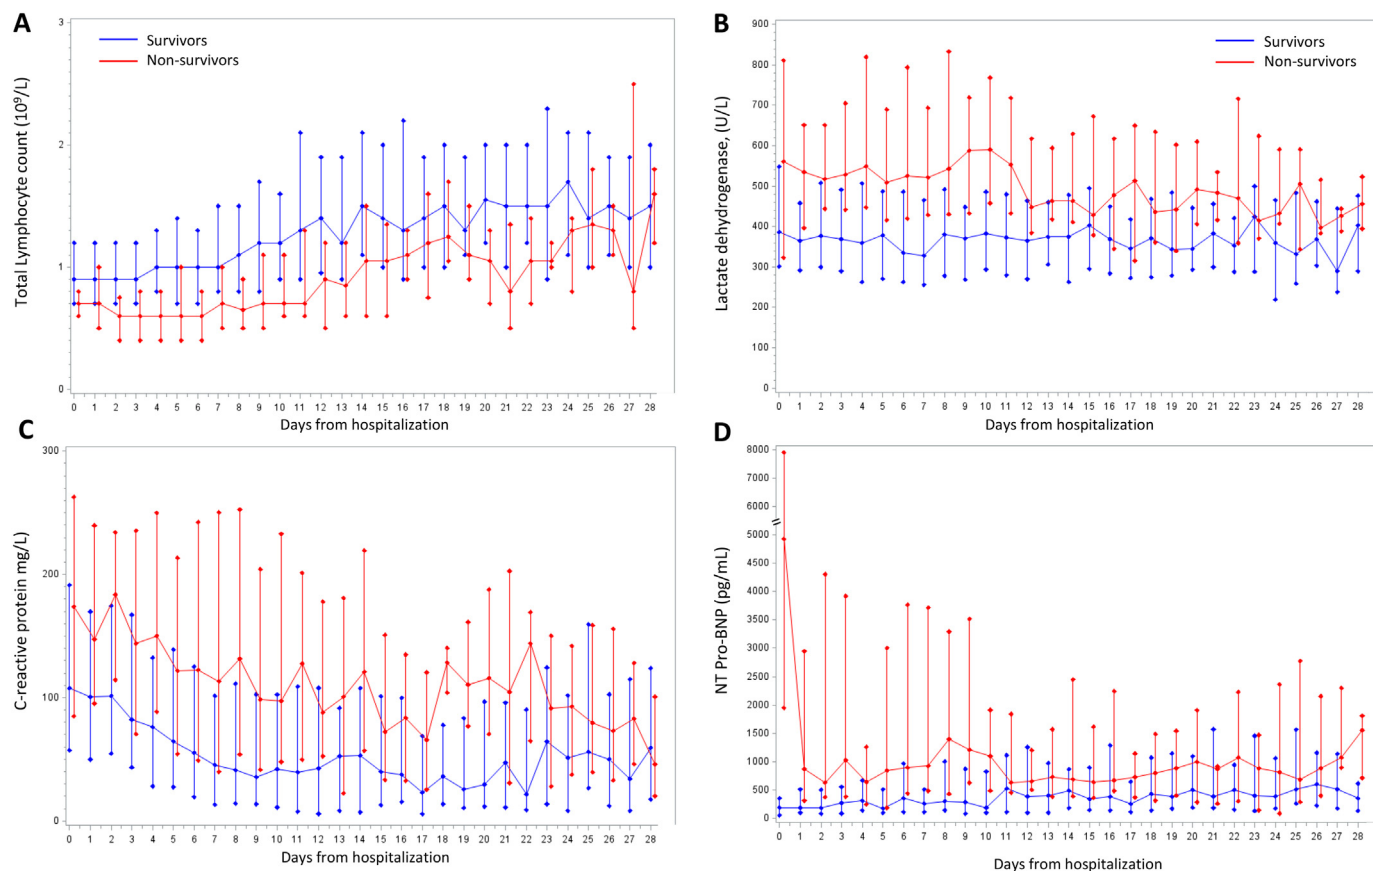 A
Survivors
Non-survivors
Total Lymphocyte count (10⁹/L)
3
2
1
0
0 1 2 3 4 5 6 7 8 9 10 11 12 13 14 15 16 17 18 19 20 21 22 23 24 25 26 27 28
Days from hospitalization
B
Survivors
Non-survivors
Lactate dehydrogenase, (U/L)
900
800
700
600
500
400
300
200
100
0
0 1 2 3 4 5 6 7 8 9 10 11 12 13 14 15 16 17 18 19 20 21 22 23 24 25 26 27 28
Days from hospitalization
C
C-reactive protein mg/L)
300
200
100
0
0 1 2 3 4 5 6 7 8 9 10 11 12 13 14 15 16 17 18 19 20 21 22 23 24 25 26 27 28
Days from hospitalization
D
NT Pro-BNP (pg/mL)
8000
6000
5000
4500
4000
3500
3000
2500
2000
1500
1000
500
0
0 1 2 3 4 5 6 7 8 9 10 11 12 13 14 15 16 17 18 19 20 21 22 23 24 25 26 27 28
Days from hospitalization